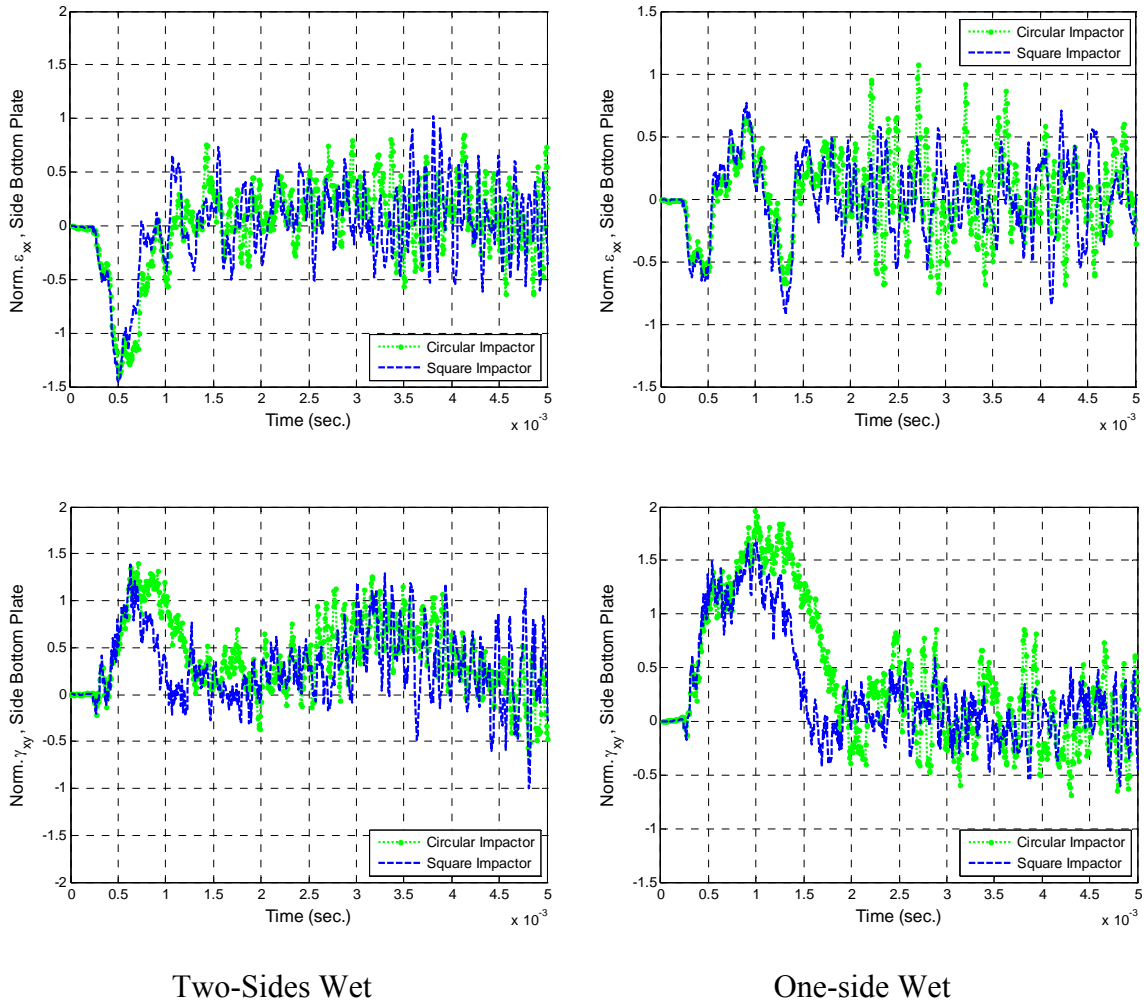 2
1.5
1
0.5
0
-0.5
-1
-1.5
Norm. εxx , Side Bottom Plate
0 0.5 1 1.5 2 2.5 3 3.5 4 4.5 5
x 10-3
Time (sec.)
Circular Impactor
Square Impactor
1.5
1
0.5
0
-0.5
-1
-1.5
Norm. εxx , Side Bottom Plate
0 0.5 1 1.5 2 2.5 3 3.5 4 4.5 5
x 10-3
Time (sec.)
Circular Impactor
Square Impactor
2
1.5
1
0.5
0
-0.5
-1
-1.5
-2
Norm. γxy , Side Bottom Plate
0 0.5 1 1.5 2 2.5 3 3.5 4 4.5 5
x 10-3
Time (sec.)
Circular Impactor
Square Impactor
2
1.5
1
0.5
0
-0.5
-1
-1.5
Norm. γxy , Side Bottom Plate
0 0.5 1 1.5 2 2.5 3 3.5 4 4.5 5
x 10-3
Time (sec.)
Circular Impactor
Square Impactor
Two-Sides Wet
One-side Wet